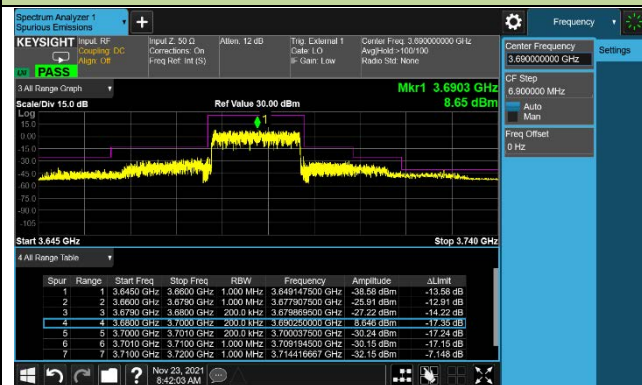 Spectrum Analyzer 1
Spurious Emissions
Frequency
KEYSIGHT Input: RF
Coupling: DC
Align: Off
Input Z: 50 Ω
Corrections: On
Freq Ref: Int (S)
Atten: 12 dB
Trig: External 1
Gate: LO
IF Gain: Low
Center Freq: 3.690000000 GHz
Avg|Hold:>100/100
Radio Std: None
PASS
Center Frequency
3.690000000 GHz
Settings
CF Step
6.900000 MHz
Auto
Man
Freq Offset
0 Hz
3 All Range Graph
Mkr1 3.6903 GHz
Scale/Div 15.0 dB
Ref Value 30.00 dBm
8.65 dBm
Log
15.0
0.00
-15.0
-30.0
-45.0
-60.0
-75.0
-90.0
-105
1
Start 3.645 GHz
Stop 3.740 GHz
4 All Range Table
Spur Range Start Freq Stop Freq RBW Frequency Amplitude ΔLimit
1 1 3.6450 GHz 3.6600 GHz 1.000 MHz 3.649147500 GHz -38.58 dBm -13.58 dB
2 2 3.6600 GHz 3.6790 GHz 1.000 MHz 3.677907500 GHz -25.91 dBm -12.91 dB
3 3 3.6790 GHz 3.6800 GHz 200.0 kHz 3.679869500 GHz -27.22 dBm -14.22 dB
4 4 3.6800 GHz 3.7000 GHz 200.0 kHz 3.690250000 GHz 8.646 dBm -17.35 dB
5 5 3.7000 GHz 3.7010 GHz 200.0 kHz 3.700037500 GHz -30.24 dBm -17.24 dB
6 6 3.7010 GHz 3.7100 GHz 1.000 MHz 3.709194500 GHz -30.15 dBm -17.15 dB
7 7 3.7100 GHz 3.7200 GHz 1.000 MHz 3.714416667 GHz -32.15 dBm -7.148 dB
Nov 23, 2021
8:42:03 AM